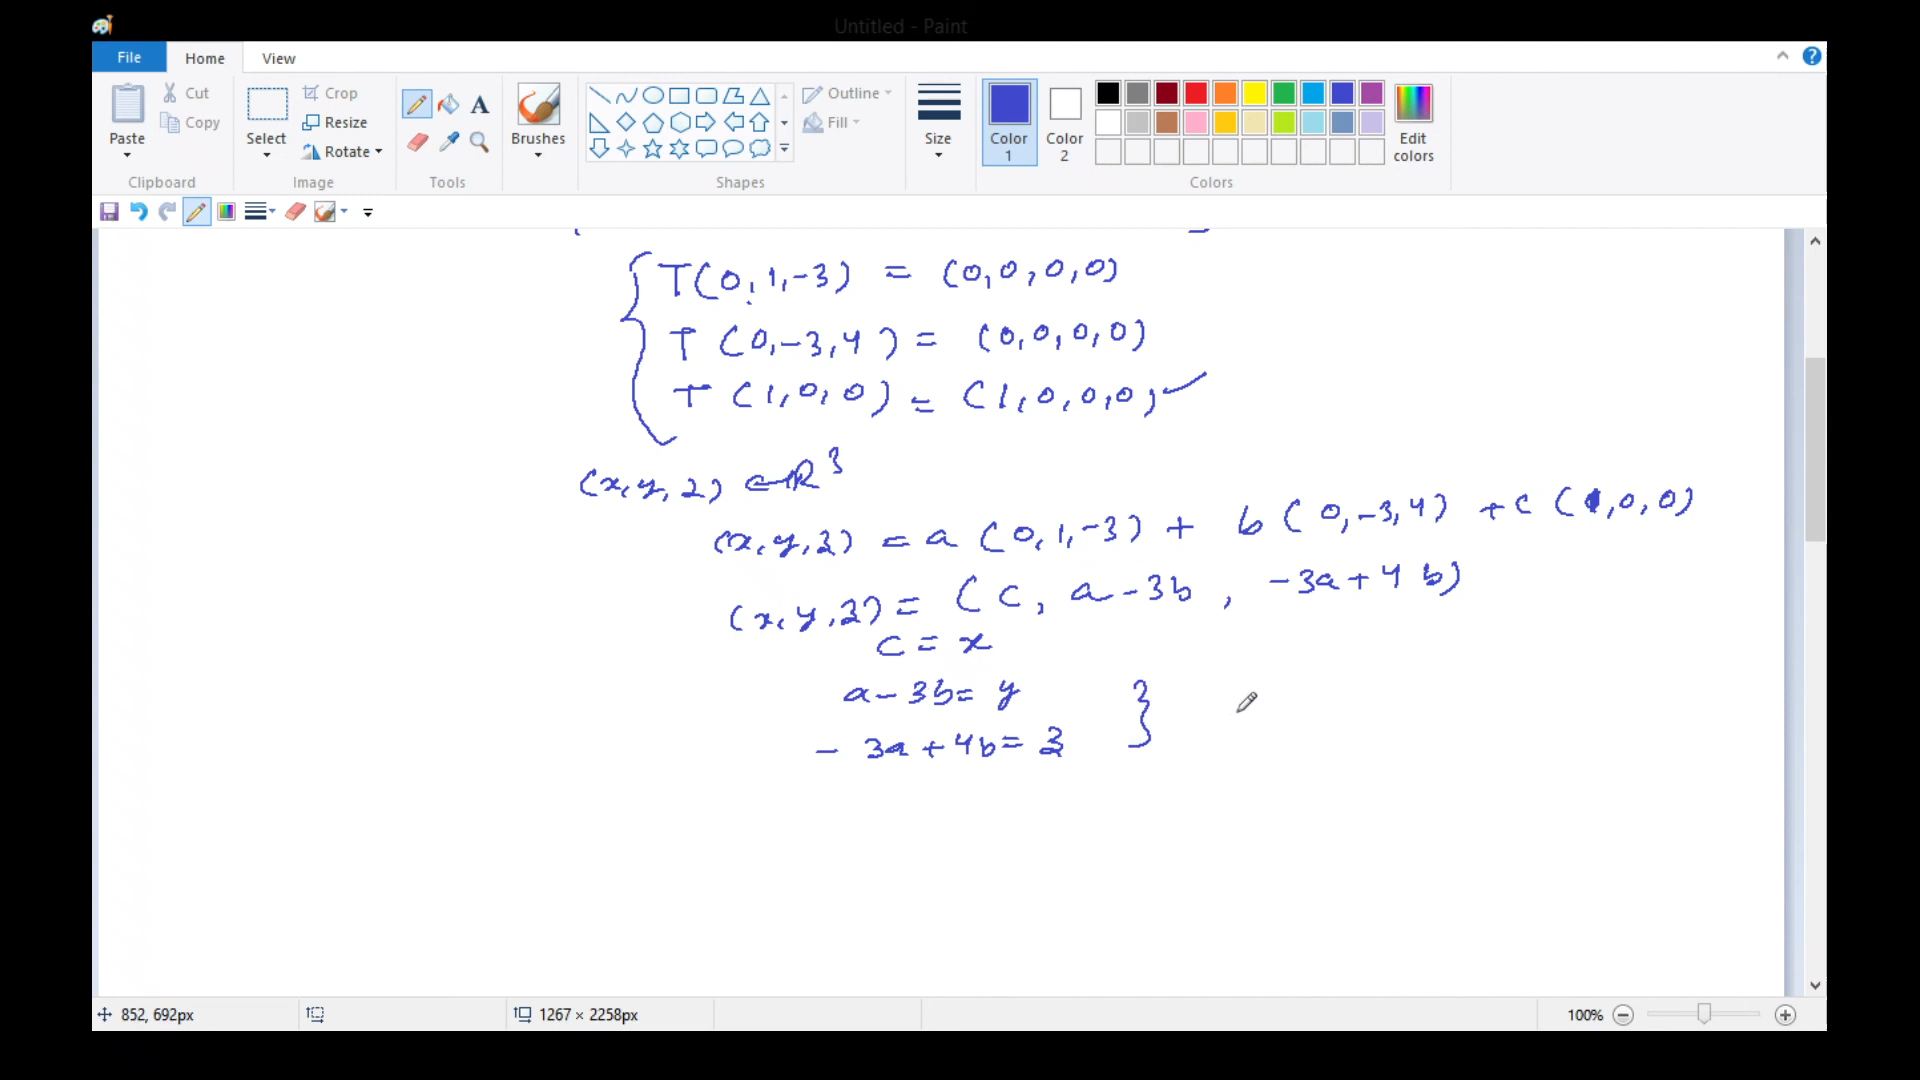 Untitled - Paint
File Home View
Paste Cut Copy Select Crop Resize Rotate Brushes Outline Fill Size Color 1 Color 2 Edit colors
Clipboard Image Tools Shapes Colors
T(0,1,-3) = (0,0,0,0)
T (0,-3,4) = (0,0,0,0)
T (1,0,0) = (1,0,0,0) ✓
(x,y,z) ∈ R³
(x,y,z) = a (0,1,-3) + b (0,-3,4) + c (1,0,0)
(x,y,z) = (c, a-3b, -3a+4b)
c = x
a-3b = y
-3a+4b = z }
852, 692px 1267 × 2258px 100%